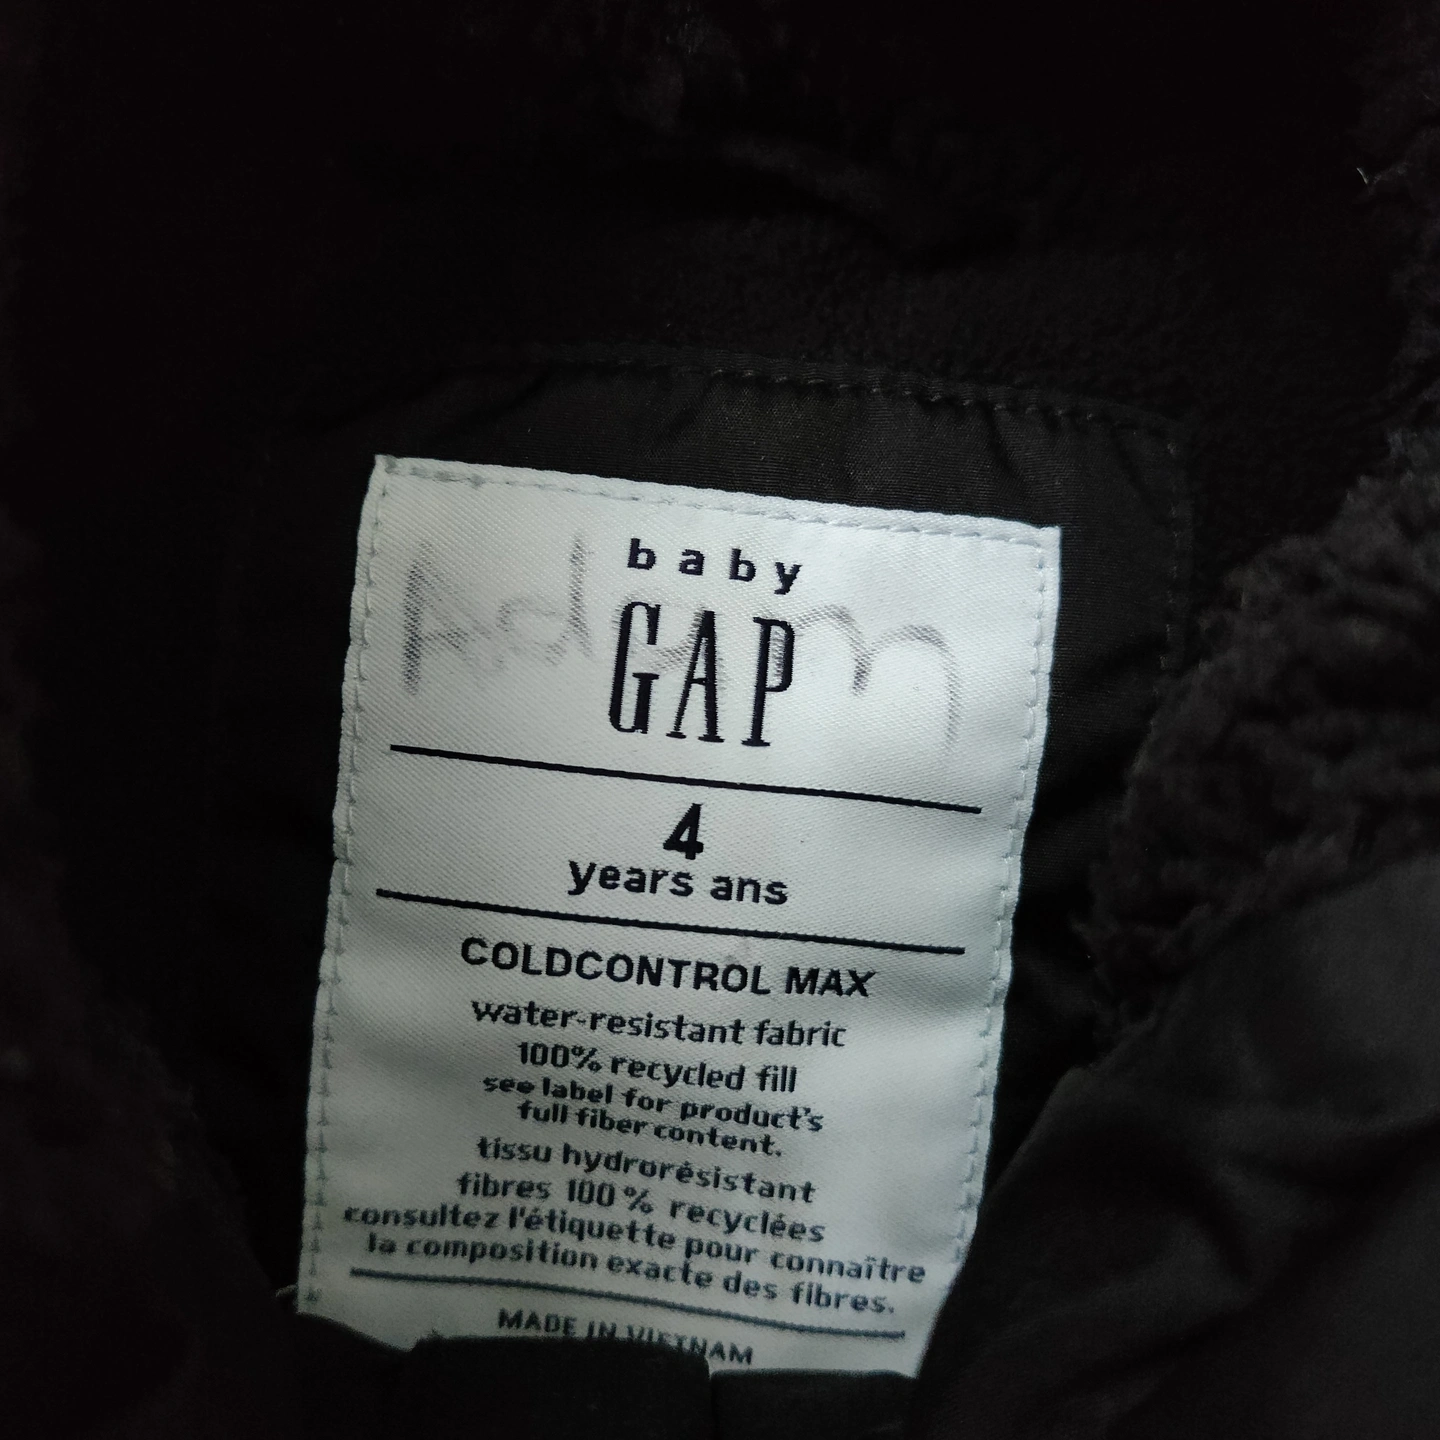 Adam
baby
GAP
4
years ans
COLDCONTROL MAX
water-resistant fabric
100% recycled fill
see label for product's
full fiber content.
tissu hydrorésistant
fibres 100 % recyclées
consultez l'étiquette pour connaître
la composition exacte des fibres.
MADE IN VIETNAM